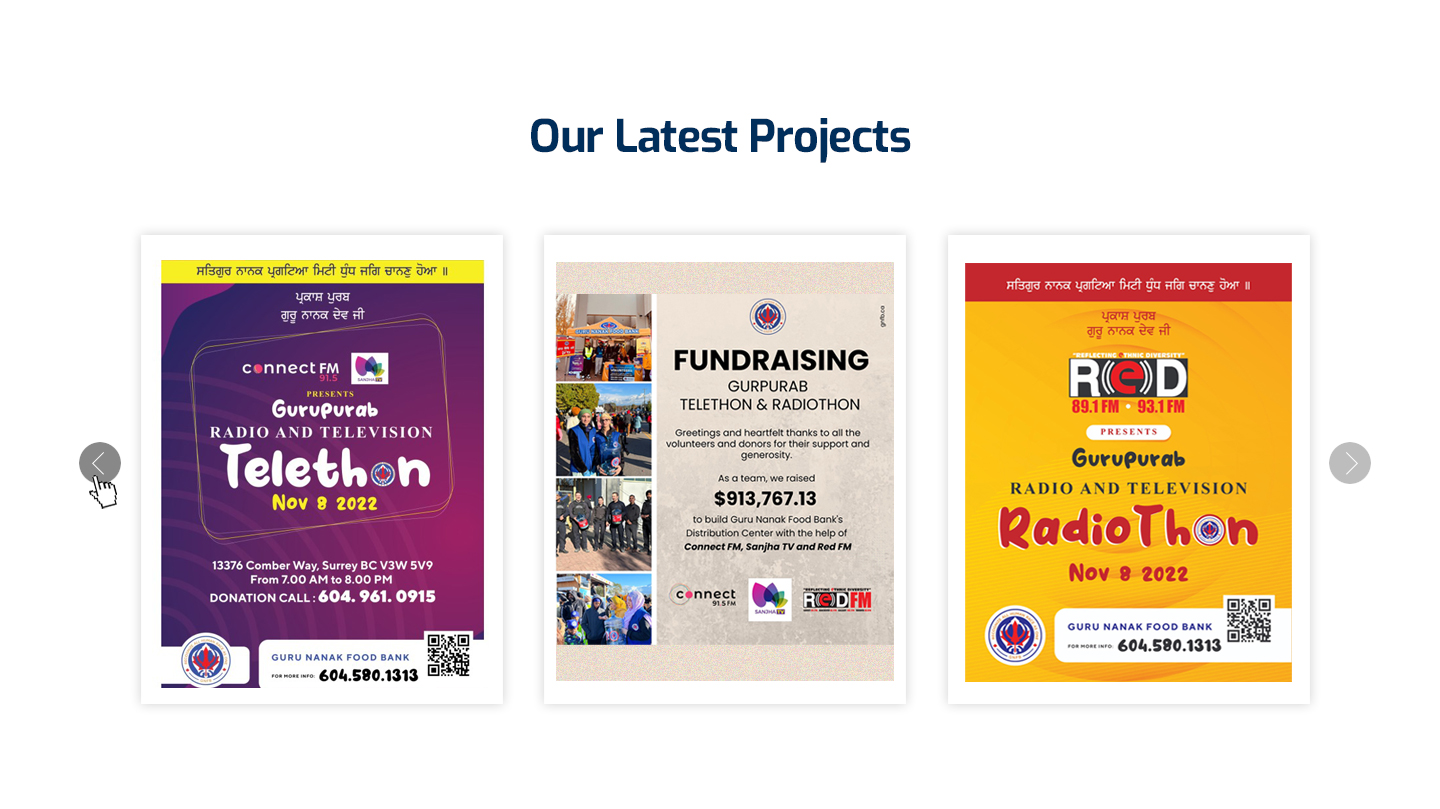 Our Latest Projects
ਸਤਿਗੁਰ ਨਾਨਕ ਪ੍ਰਗਟਿਆ ਮਿਟੀ ਧੁੰਧ ਜਗਿ ਚਾਨਣੁ ਹੋਆ ॥
ਪ੍ਰਕਾਸ਼ ਪੁਰਬ
ਗੁਰੂ ਨਾਨਕ ਦੇਵ ਜੀ
connect FM
91.5
SANJHA TV
PRESENTS
Gurupurab
RADIO AND TELEVISION
Telethon
Nov 8 2022
13376 Comber Way, Surrey BC V3W 5V9
From 7.00 AM to 8.00 PM
DONATION CALL : 604. 961. 0915
GURU NANAK FOOD BANK
FOR MORE INFO: 604.580.1313
GURU NANAK FOOD BANK
gnfb.ca
FUNDRAISING
GURPURAB
TELETHON & RADIOTHON
Greetings and heartfelt thanks to all the
volunteers and donors for their support and
generosity.
As a team, we raised
$913,767.13
to build Guru Nanak Food Bank's
Distribution Center with the help of
Connect FM, Sanjha TV and Red FM
connect
91.5 FM
SANJHA TV
"REFLECTING ETHNIC DIVERSITY"
RED FM
ਸਤਿਗੁਰ ਨਾਨਕ ਪ੍ਰਗਟਿਆ ਮਿਟੀ ਧੁੰਧ ਜਗਿ ਚਾਨਣੁ ਹੋਆ ॥
ਪ੍ਰਕਾਸ਼ ਪੁਰਬ
ਗੁਰੂ ਨਾਨਕ ਦੇਵ ਜੀ
"REFLECTING ETHNIC DIVERSITY"
RED
89.1 FM • 93.1 FM
PRESENTS
Gurupurab
RADIO AND TELEVISION
RadioThon
Nov 8 2022
GURU NANAK FOOD BANK
FOR MORE INFO: 604.580.1313